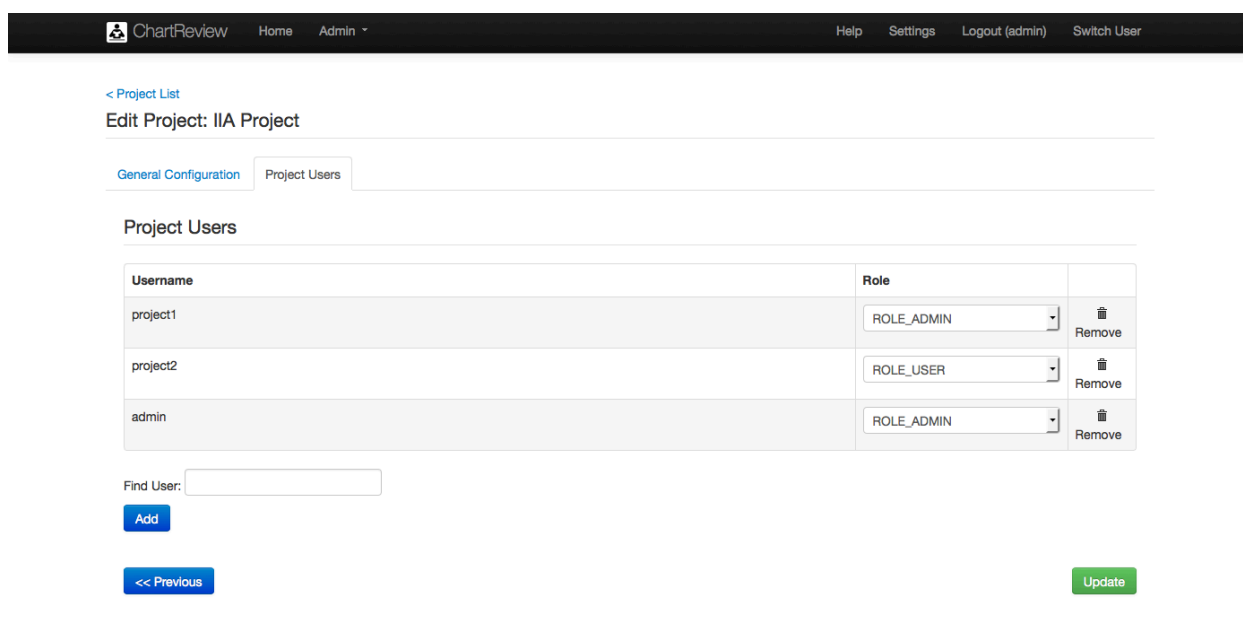 ChartReview Home Admin Help Settings Logout (admin) Switch User
< Project List
Edit Project: IIA Project
General Configuration Project Users
Project Users
Username Role
project1 ROLE_ADMIN Remove
project2 ROLE_USER Remove
admin ROLE_ADMIN Remove
Find User:
Add
<< Previous Update